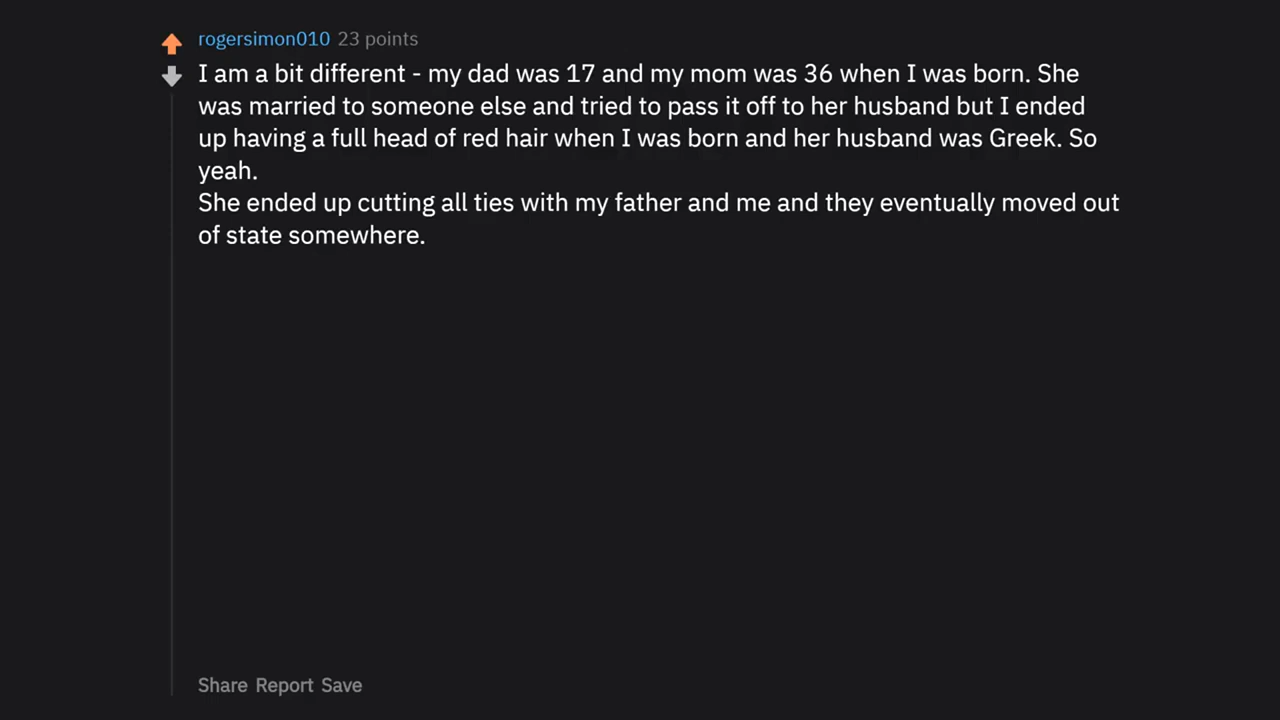 rogersimon010 23 points
I am a bit different - my dad was 17 and my mom was 36 when I was born. She
was married to someone else and tried to pass it off to her husband but I ended
up having a full head of red hair when I was born and her husband was Greek. So
yeah.
She ended up cutting all ties with my father and me and they eventually moved out
of state somewhere.
Share Report Save